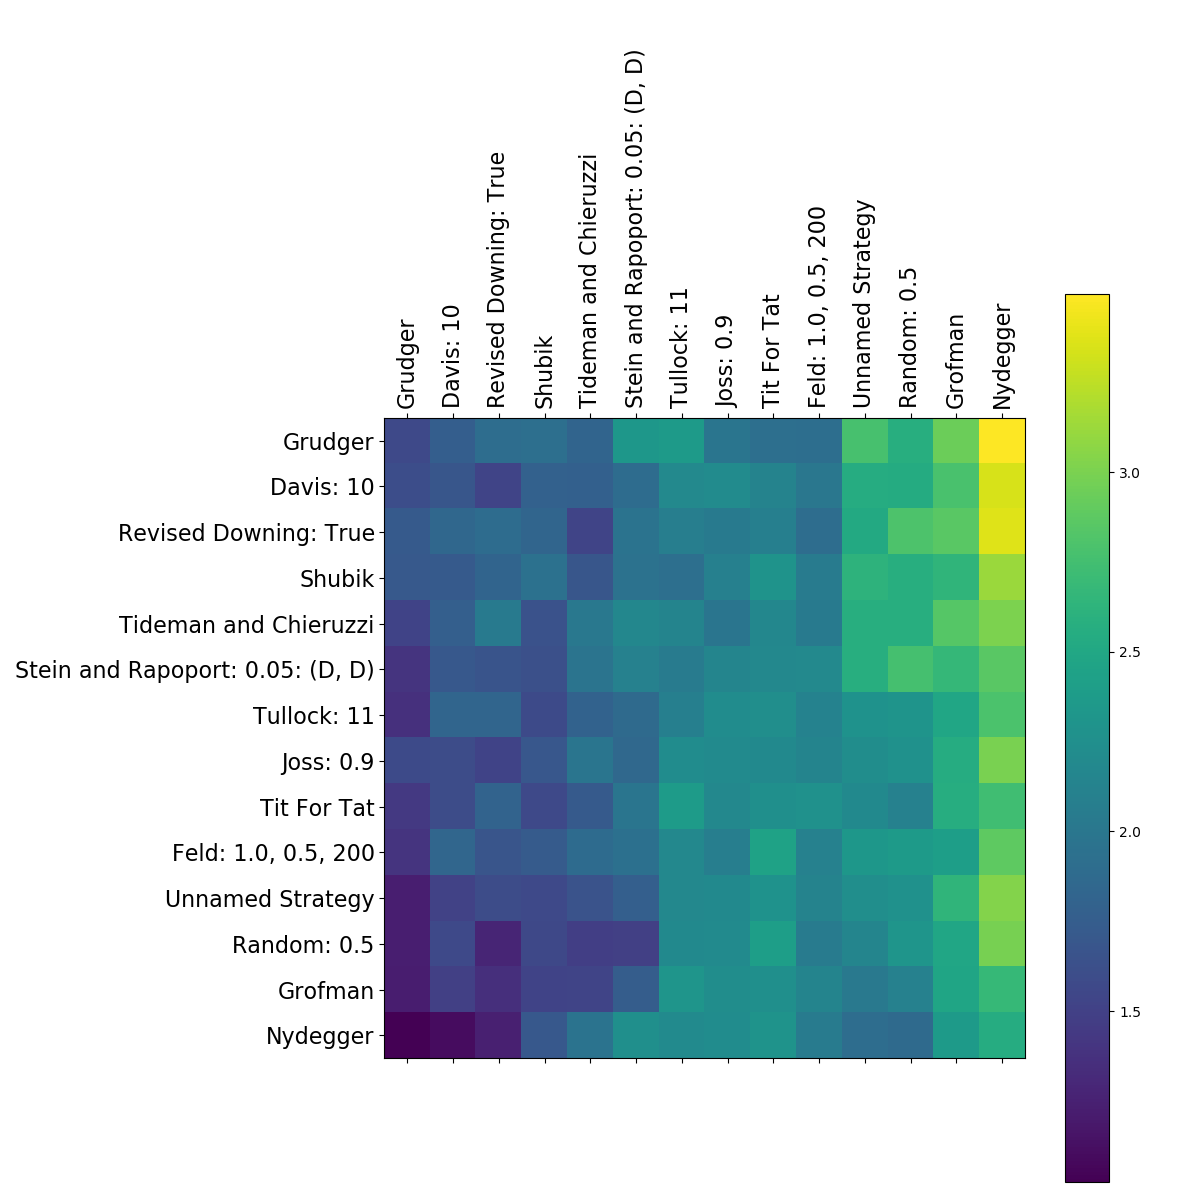 Grudger
Davis: 10
Revised Downing: True
Shubik
Tideman and Chieruzzi
Stein and Rapoport: 0.05: (D, D)
Tullock: 11
Joss: 0.9
Tit For Tat
Feld: 1.0, 0.5, 200
Unnamed Strategy
Random: 0.5
Grofman
Nydegger
Grudger
Davis: 10
Revised Downing: True
Shubik
Tideman and Chieruzzi
Stein and Rapoport: 0.05: (D, D)
Tullock: 11
Joss: 0.9
Tit For Tat
Feld: 1.0, 0.5, 200
Unnamed Strategy
Random: 0.5
Grofman
Nydegger
3.0
2.5
2.0
1.5